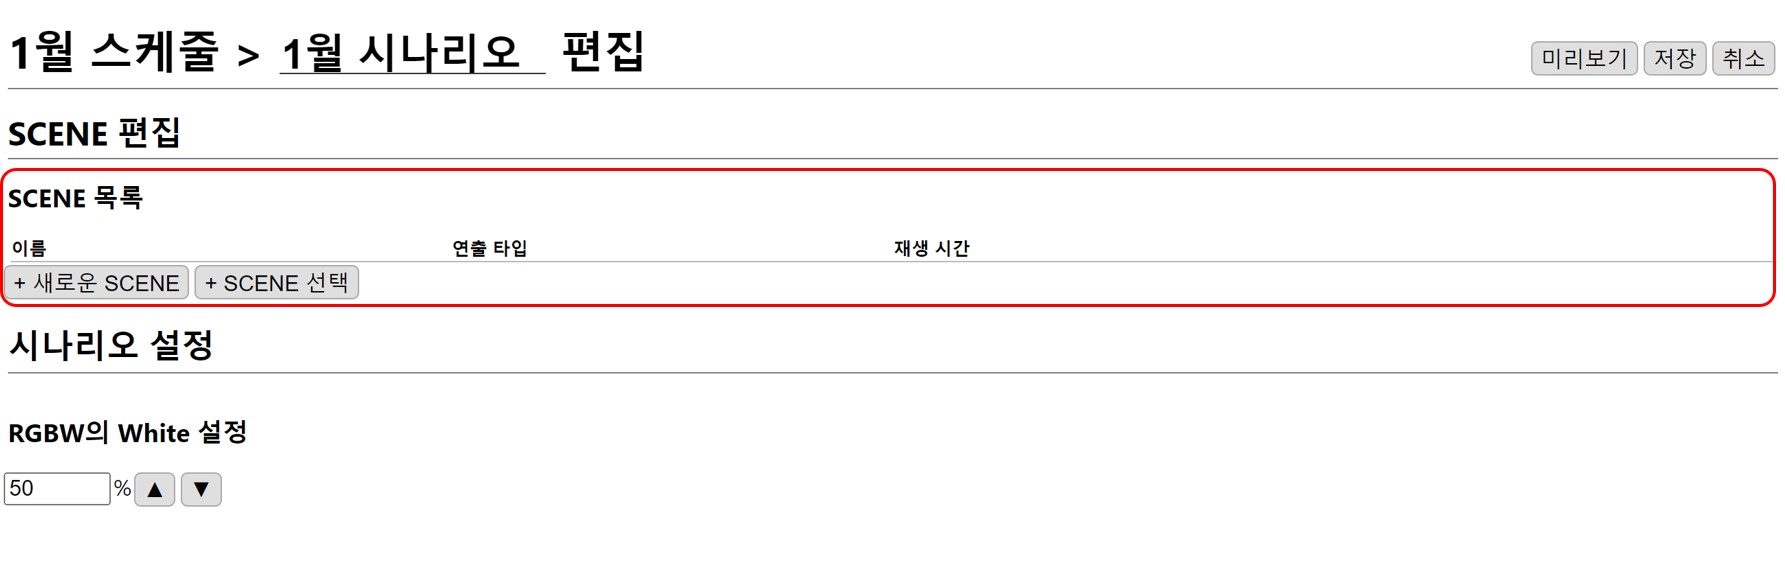 1월 스케줄 > 1월 시나리오 편집
미리보기 저장 취소
SCENE 편집
SCENE 목록
이름 연출 타입 재생 시간
+ 새로운 SCENE + SCENE 선택
시나리오 설정
RGBW의 White 설정
50 % ▲ ▼